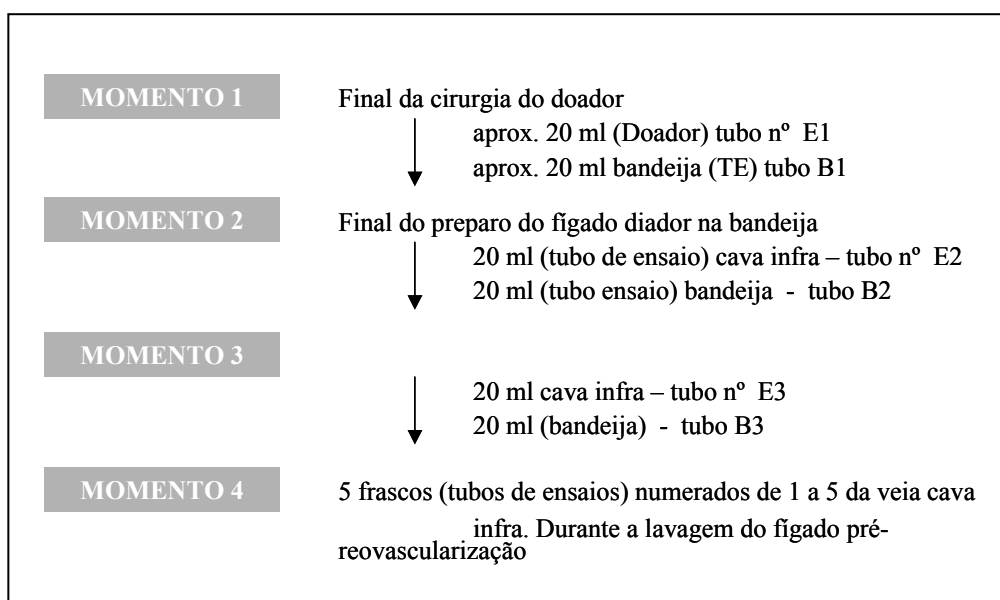 MOMENTO 1
Final da cirurgia do doador
aprox. 20 ml (Doador) tubo nº E1
aprox. 20 ml bandeija (TE) tubo B1
MOMENTO 2
Final do preparo do fígado diador na bandeija
20 ml (tubo de ensaio) cava infra – tubo nº E2
20 ml (tubo ensaio) bandeija - tubo B2
MOMENTO 3
20 ml cava infra – tubo nº E3
20 ml (bandeija) - tubo B3
MOMENTO 4
5 frascos (tubos de ensaios) numerados de 1 a 5 da veia cava
infra. Durante a lavagem do fígado pré-
reovascularização